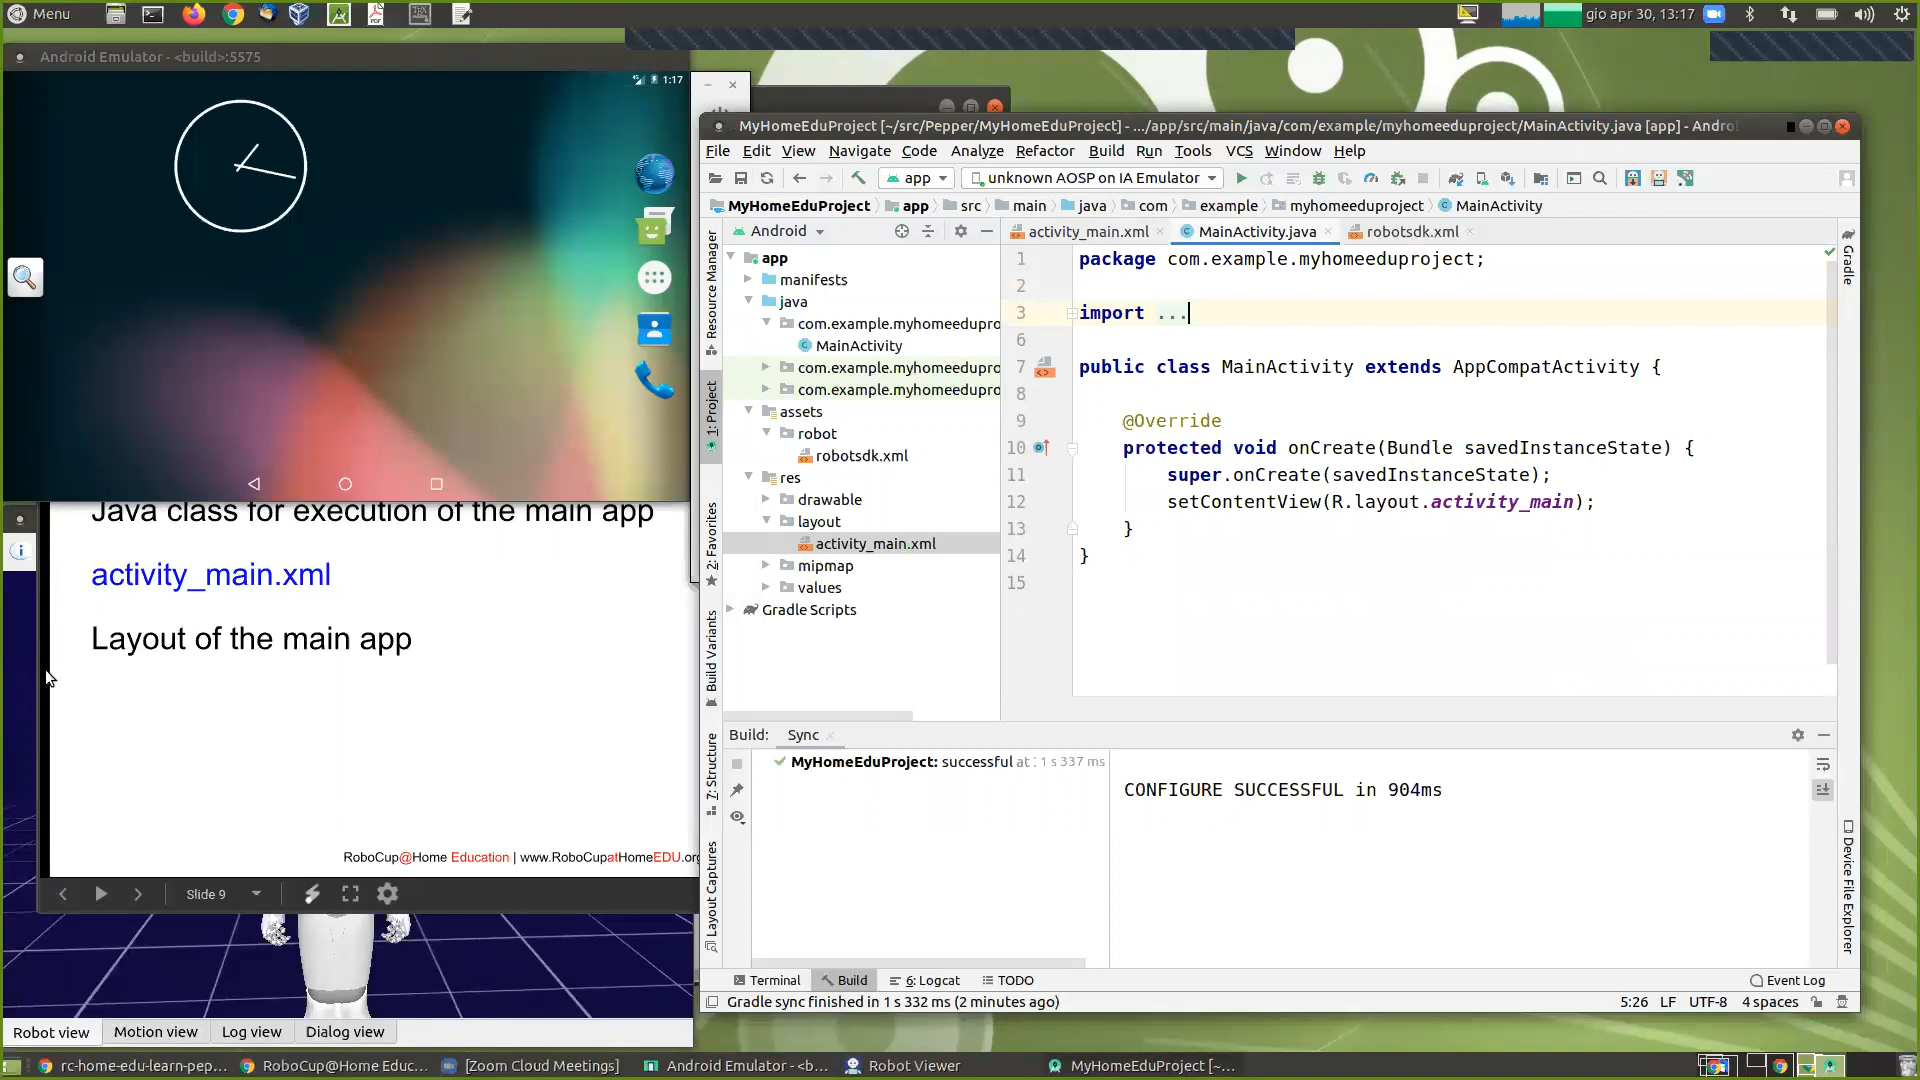 Menu
gio apr 30, 13:17
Android Emulator - <build>:5575
1:17
Java class for execution of the main app
activity_main.xml
Layout of the main app
RoboCup@Home Education | www.RoboCupatHomeEDU.org
Slide 9
Robot view Motion view Log view Dialog view
MyHomeEduProject [~/src/Pepper/MyHomeEduProject] - .../app/src/main/java/com/example/myhomeeduproject/MainActivity.java [app] - Andro
File Edit View Navigate Code Analyze Refactor Build Run Tools VCS Window Help
app unknown AOSP on IA Emulator
MyHomeEduProject app src main java com example myhomeeduproject MainActivity
Resource Manager
1: Project
2: Favorites
Build Variants
7: Structure
Layout Captures
Android
app
manifests
java
com.example.myhomeedupro
MainActivity
com.example.myhomeedupro
com.example.myhomeedupro
assets
robot
robotsdk.xml
res
drawable
layout
activity_main.xml
mipmap
values
Gradle Scripts
activity_main.xml MainActivity.java robotsdk.xml
1 package com.example.myhomeeduproject;
2
3 import ...
6
7 public class MainActivity extends AppCompatActivity {
8
9 @Override
10 protected void onCreate(Bundle savedInstanceState) {
11 super.onCreate(savedInstanceState);
12 setContentView(R.layout.activity_main);
13 }
14 }
15
Gradle
Device File Explorer
Build: Sync
MyHomeEduProject: successful at : 1 s 337 ms
CONFIGURE SUCCESSFUL in 904ms
Terminal Build 6: Logcat TODO Event Log
Gradle sync finished in 1 s 332 ms (2 minutes ago) 5:26 LF UTF-8 4 spaces
rc-home-edu-learn-pep... RoboCup@Home Educ... [Zoom Cloud Meetings] Android Emulator - <b... Robot Viewer MyHomeEduProject [~...